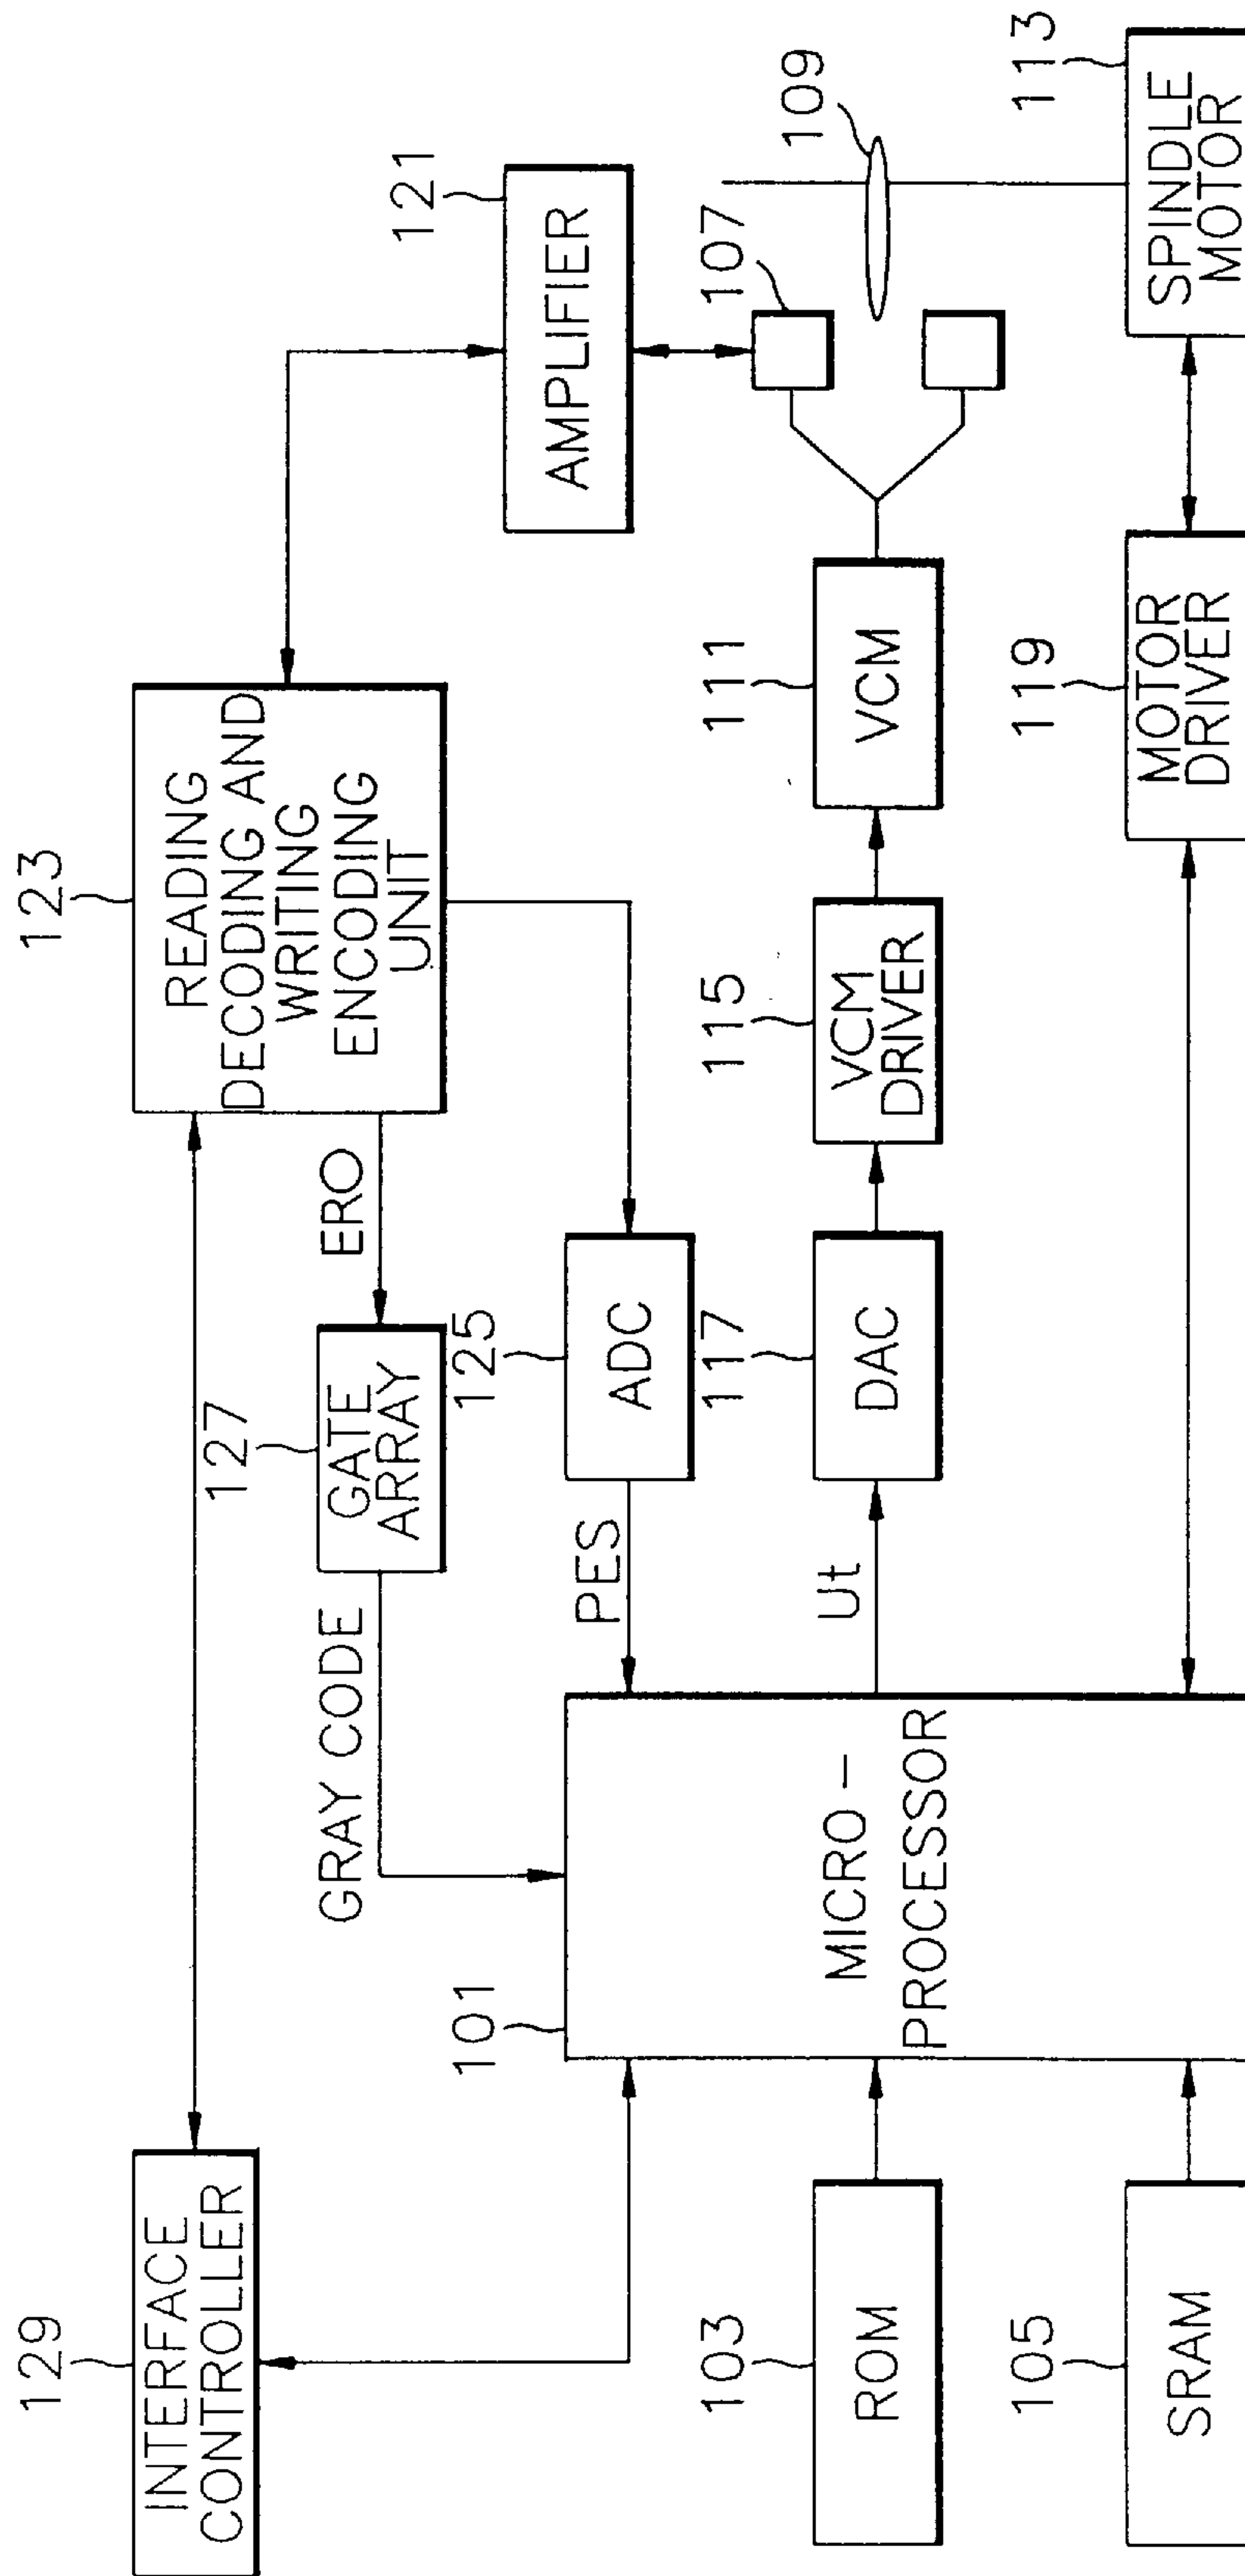 129
INTERFACE
CONTROLLER
123
READING
DECODING AND
WRITING
ENCODING
UNIT
ERO
127
GATE
ARRAY
GRAY CODE
121
AMPLIFIER
125
ADC
PES
101
MICRO-
PROCESSOR
Ut
117
DAC
115
VCM
DRIVER
111
VCM
107
109
103
ROM
105
SRAM
119
MOTOR
DRIVER
113
SPINDLE
MOTOR